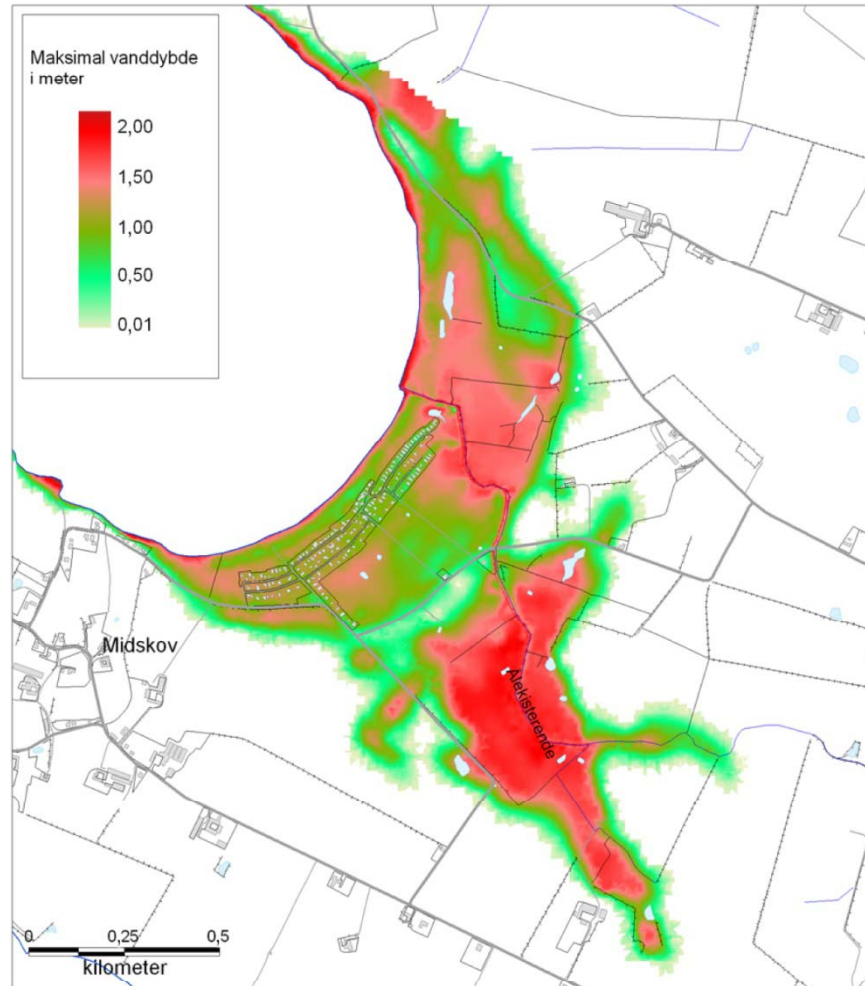 Maksimal vanddybde
i meter
2,00
1,50
1,00
0,50
0,01
Midskov
Ålekisterende
0 0,25 0,5
kilometer